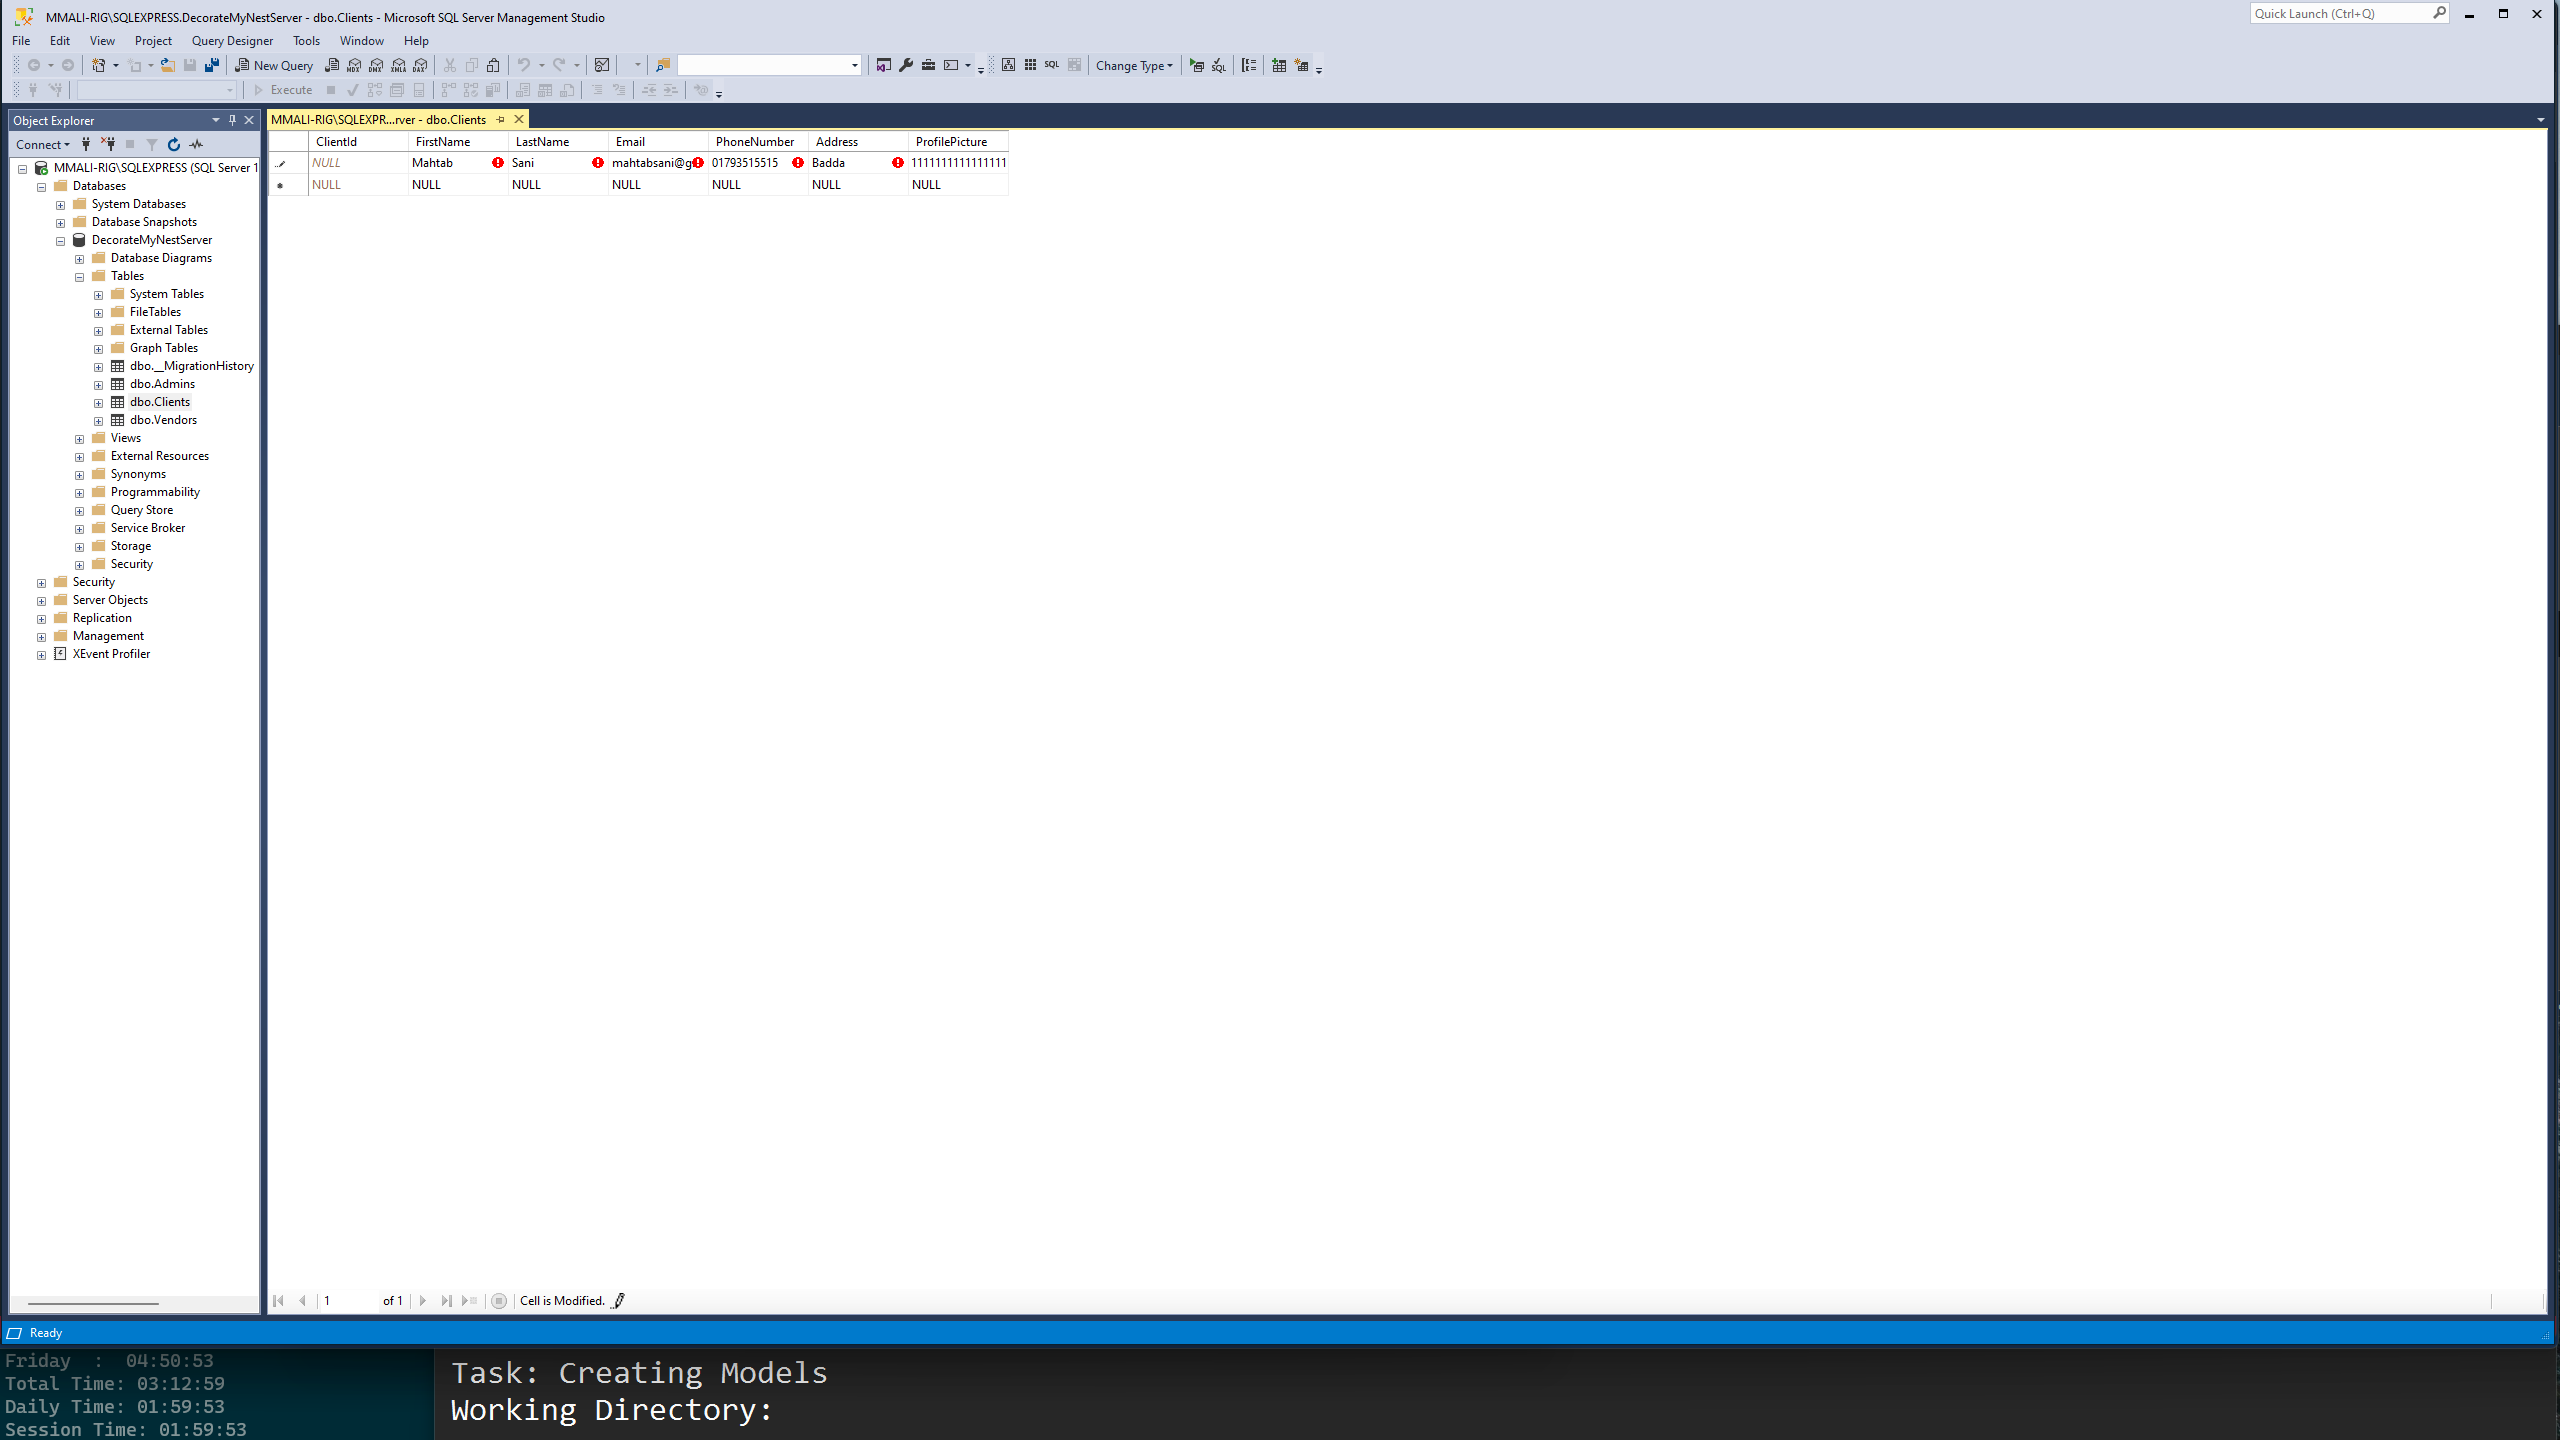 MMALI-RIG\SQLEXPRESS.DecorateMyNestServer - dbo.Clients - Microsoft SQL Server Management Studio
Quick Launch (Ctrl+Q)
File Edit View Project Query Designer Tools Window Help
New Query MDX DMX XMLA DAX SQL Change Type SQL
Execute
Object Explorer
MMALI-RIG\SQLEXPR...rver - dbo.Clients
Connect
MMALI-RIG\SQLEXPRESS (SQL Server 1
Databases
System Databases
Database Snapshots
DecorateMyNestServer
Database Diagrams
Tables
System Tables
FileTables
External Tables
Graph Tables
dbo.__MigrationHistory
dbo.Admins
dbo.Clients
dbo.Vendors
Views
External Resources
Synonyms
Programmability
Query Store
Service Broker
Storage
Security
Security
Server Objects
Replication
Management
XEvent Profiler
ClientId FirstName LastName Email PhoneNumber Address ProfilePicture
NULL Mahtab Sani mahtabsani@g 01793515515 Badda 1111111111111111
NULL NULL NULL NULL NULL NULL NULL
1 of 1 Cell is Modified.
Ready
Friday : 04:50:53
Total Time: 03:12:59
Daily Time: 01:59:53
Session Time: 01:59:53
Task: Creating Models
Working Directory: